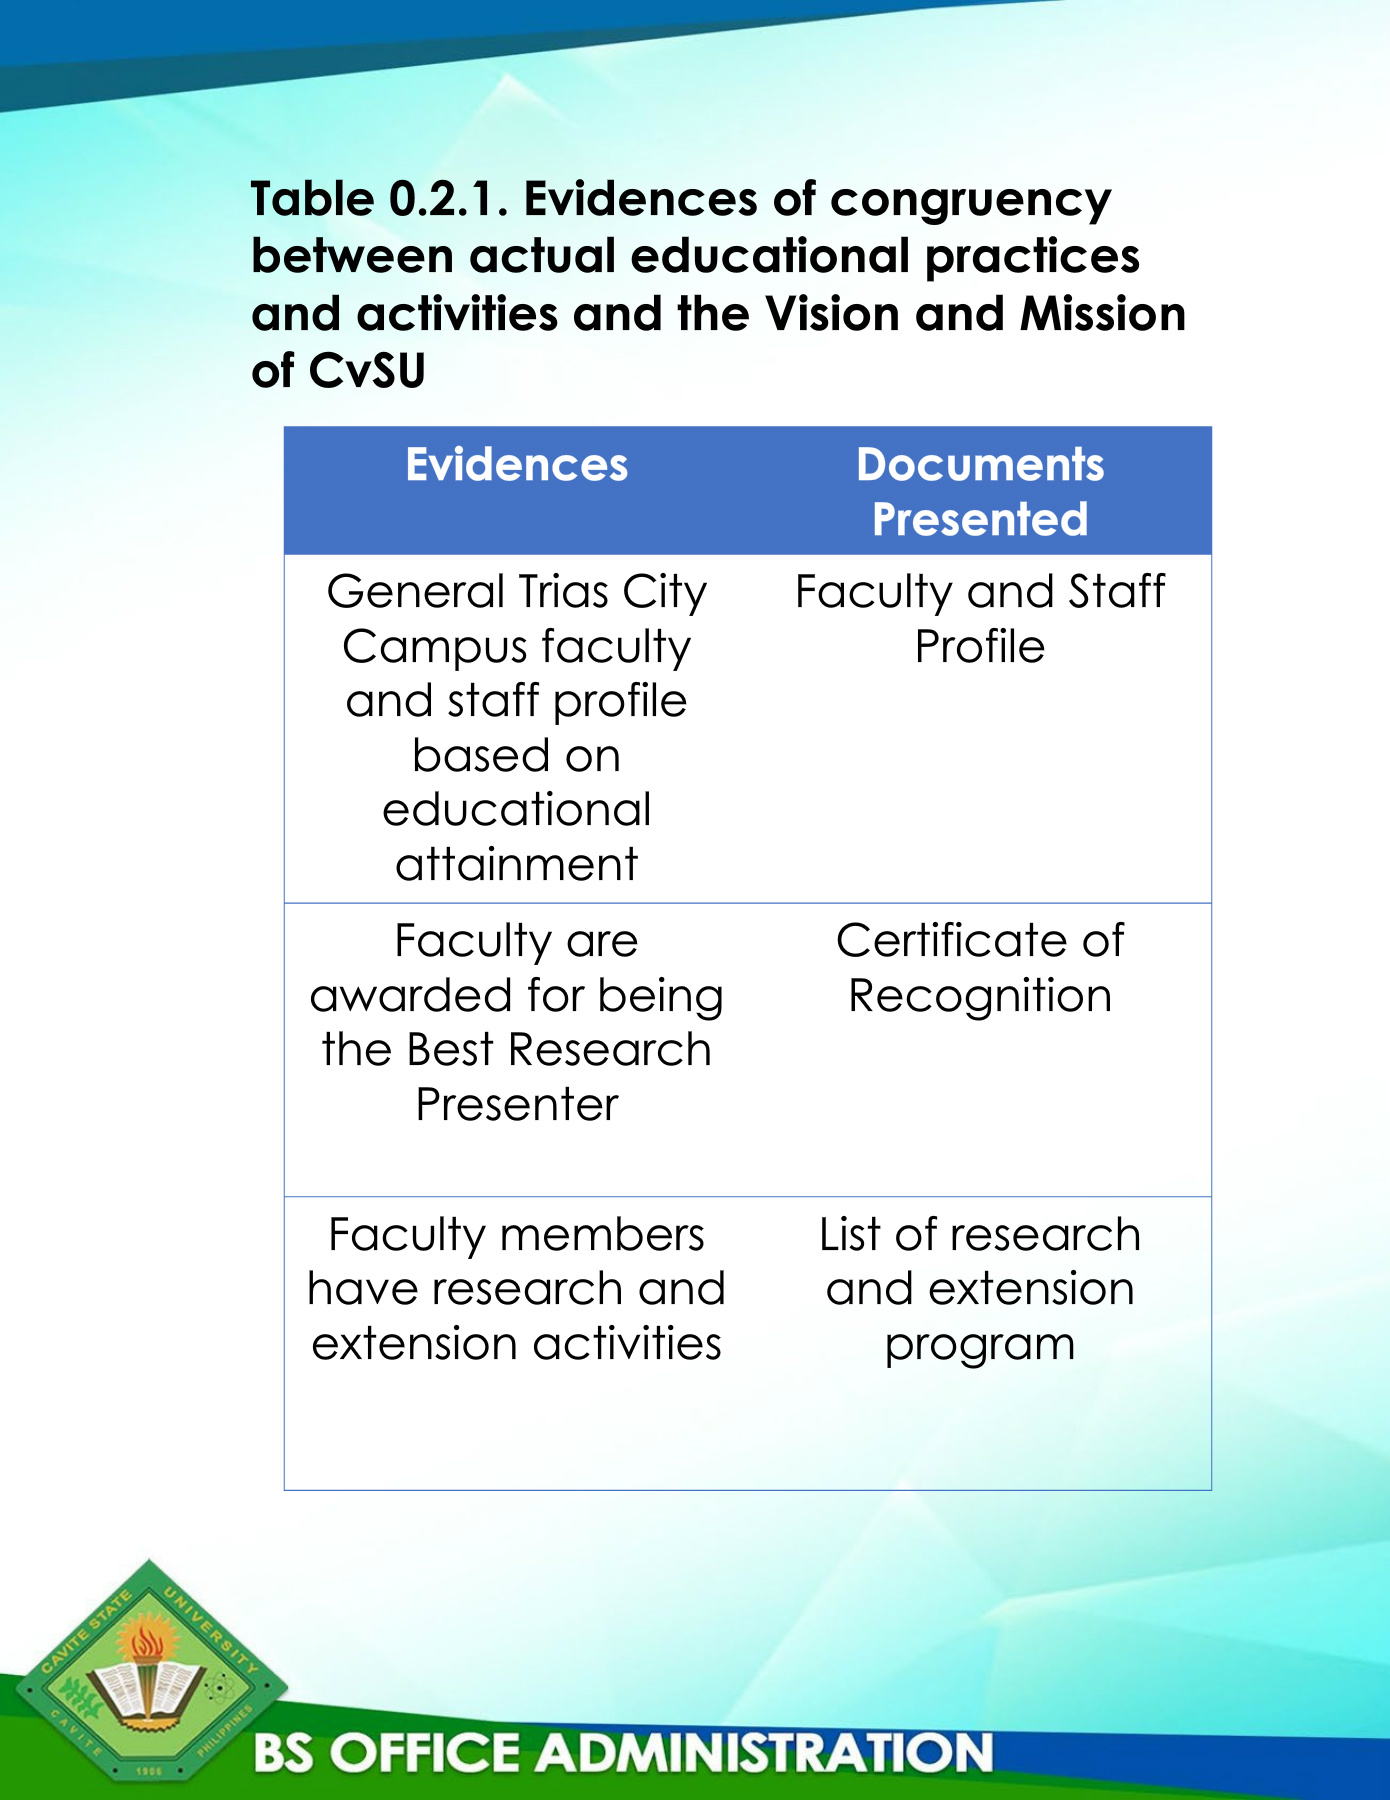 Table 0.2.1. Evidences of congruency
between actual educational practices
and activities and the Vision and Mission
of CvSU
Evidences
Documents
Presented
General Trias City
Campus faculty
and staff profile
based on
educational
attainment
Faculty and Staff
Profile
Faculty are
awarded for being
the Best Research
Presenter
Certificate of
Recognition
Faculty members
have research and
extension activities
List of research
and extension
program
CAVITE STATE UNIVERSITY
CAVITE
1906
PHILIPPINES
BS OFFICE ADMINISTRATION